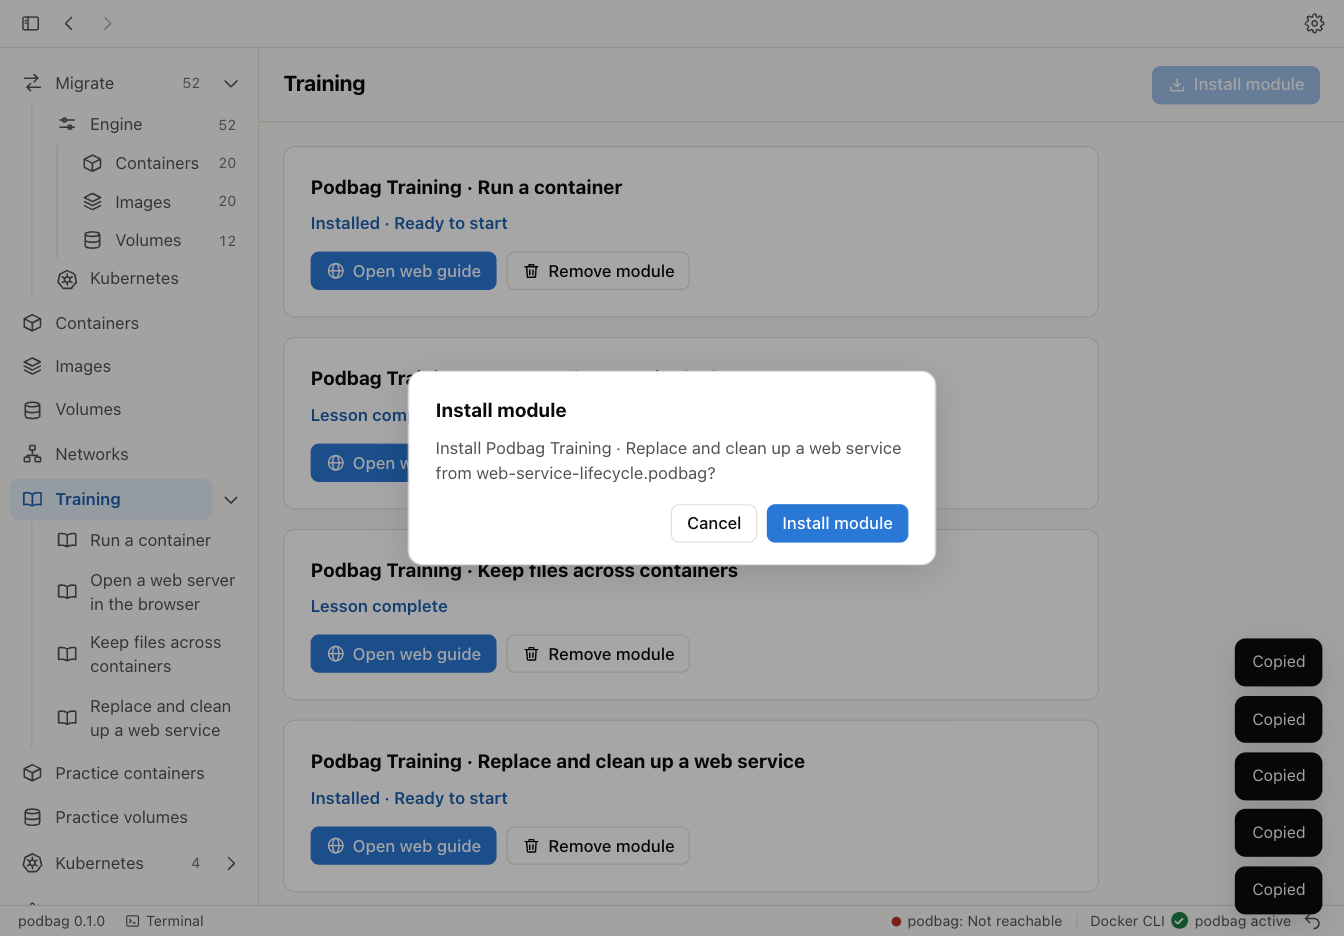 Migrate 52
Engine 52
Containers 20
Images 20
Volumes 12
Kubernetes
Containers
Images
Volumes
Networks
Training
Run a container
Open a web server
in the browser
Keep files across
containers
Replace and clean
up a web service
Practice containers
Practice volumes
Kubernetes 4
Training
Install module
Podbag Training · Run a container
Installed · Ready to start
Open web guide
Remove module
Podbag Tr
Lesson com
Open w
Install module
Install Podbag Training · Replace and clean up a web service
from web-service-lifecycle.podbag?
Cancel
Install module
Podbag Training · Keep files across containers
Lesson complete
Open web guide
Remove module
Podbag Training · Replace and clean up a web service
Installed · Ready to start
Open web guide
Remove module
Copied
Copied
Copied
Copied
Copied
podbag 0.1.0
Terminal
podbag: Not reachable
Docker CLI
podbag active